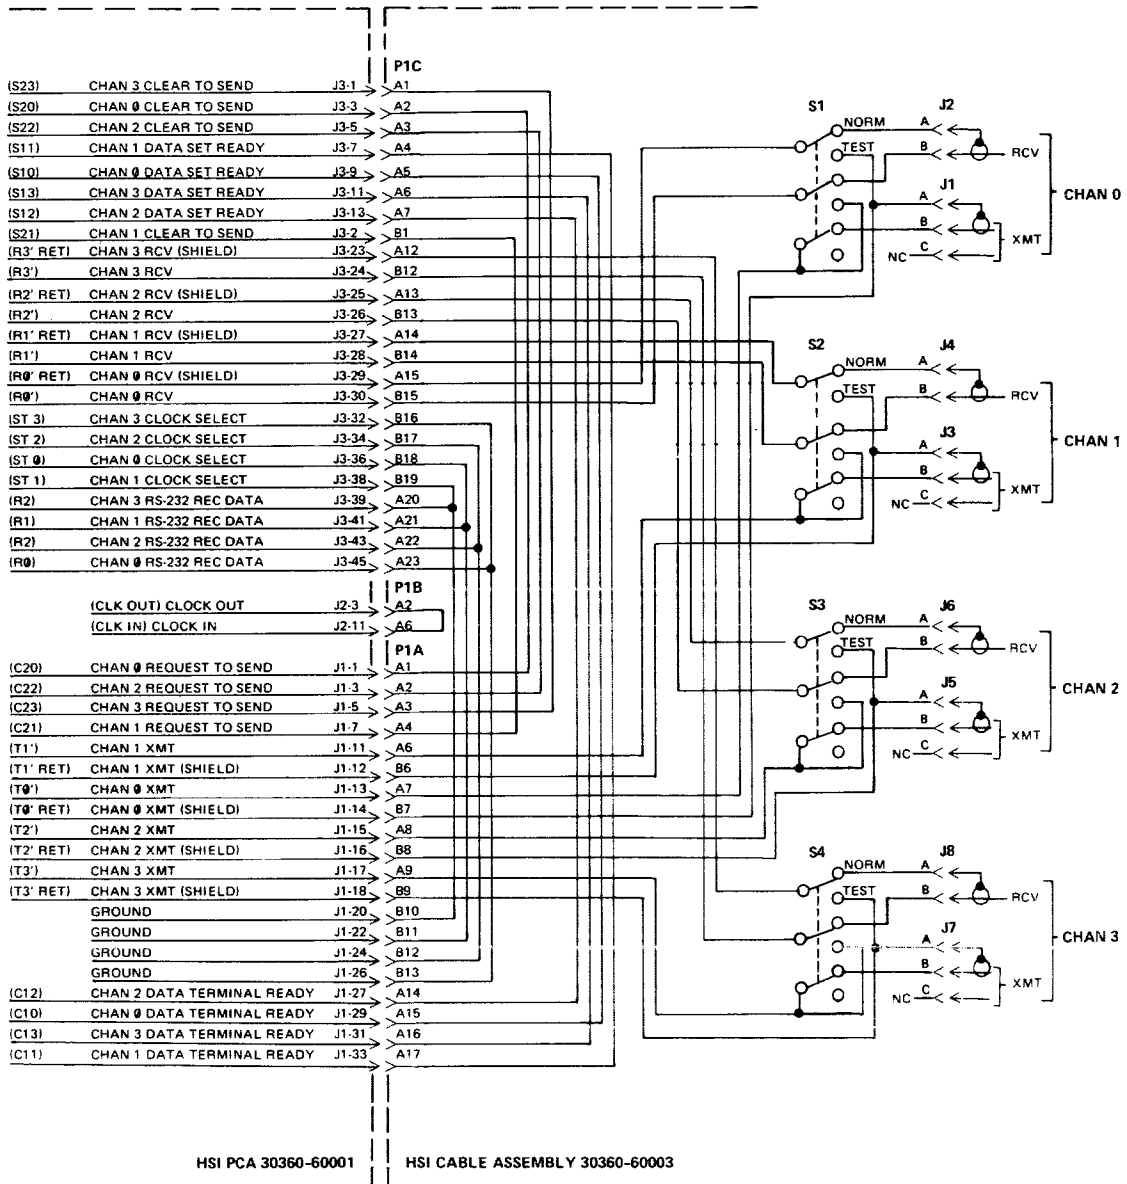 P1C
(S23) CHAN 3 CLEAR TO SEND J3-1 A1
(S20) CHAN 0 CLEAR TO SEND J3-3 A2
(S22) CHAN 2 CLEAR TO SEND J3-5 A3
(S11) CHAN 1 DATA SET READY J3-7 A4
(S10) CHAN 0 DATA SET READY J3-9 A5
(S13) CHAN 3 DATA SET READY J3-11 A6
(S12) CHAN 2 DATA SET READY J3-13 A7
(S21) CHAN 1 CLEAR TO SEND J3-2 B1
(R3' RET) CHAN 3 RCV (SHIELD) J3-23 A12
(R3') CHAN 3 RCV J3-24 B12
(R2' RET) CHAN 2 RCV (SHIELD) J3-25 A13
(R2') CHAN 2 RCV J3-26 B13
(R1' RET) CHAN 1 RCV (SHIELD) J3-27 A14
(R1') CHAN 1 RCV J3-28 B14
(R0' RET) CHAN 0 RCV (SHIELD) J3-29 A15
(R0') CHAN 0 RCV J3-30 B15
(ST 3) CHAN 3 CLOCK SELECT J3-32 B16
(ST 2) CHAN 2 CLOCK SELECT J3-34 B17
(ST 0) CHAN 0 CLOCK SELECT J3-36 B18
(ST 1) CHAN 1 CLOCK SELECT J3-38 B19
(R2) CHAN 3 RS-232 REC DATA J3-39 A20
(R1) CHAN 1 RS-232 REC DATA J3-41 A21
(R2) CHAN 2 RS-232 REC DATA J3-43 A22
(R0) CHAN 0 RS-232 REC DATA J3-45 A23
P1B
(CLK OUT) CLOCK OUT J2-3 A2
(CLK IN) CLOCK IN J2-11 A6
P1A
(C20) CHAN 0 REQUEST TO SEND J1-1 A1
(C22) CHAN 2 REQUEST TO SEND J1-3 A2
(C23) CHAN 3 REQUEST TO SEND J1-5 A3
(C21) CHAN 1 REQUEST TO SEND J1-7 A4
(T1') CHAN 1 XMT J1-11 A6
(T1' RET) CHAN 1 XMT (SHIELD) J1-12 B6
(T0') CHAN 0 XMT J1-13 A7
(T0' RET) CHAN 0 XMT (SHIELD) J1-14 B7
(T2') CHAN 2 XMT J1-15 A8
(T2' RET) CHAN 2 XMT (SHIELD) J1-16 B8
(T3') CHAN 3 XMT J1-17 A9
(T3' RET) CHAN 3 XMT (SHIELD) J1-18 B9
GROUND J1-20 B10
GROUND J1-22 B11
GROUND J1-24 B12
GROUND J1-26 B13
(C12) CHAN 2 DATA TERMINAL READY J1-27 A14
(C10) CHAN 0 DATA TERMINAL READY J1-29 A15
(C13) CHAN 3 DATA TERMINAL READY J1-31 A16
(C11) CHAN 1 DATA TERMINAL READY J1-33 A17
S1 J2
NORM A
TEST B RCV
J1
A CHAN 0
B XMT
NC C
S2 J4
NORM A
TEST B RCV
J3
A CHAN 1
B XMT
NC C
S3 J6
NORM A
TEST B RCV
J5
A CHAN 2
B XMT
NC C
S4 J8
NORM A
TEST B RCV
J7
A CHAN 3
B XMT
NC C
HSI PCA 30360-60001 HSI CABLE ASSEMBLY 30360-60003